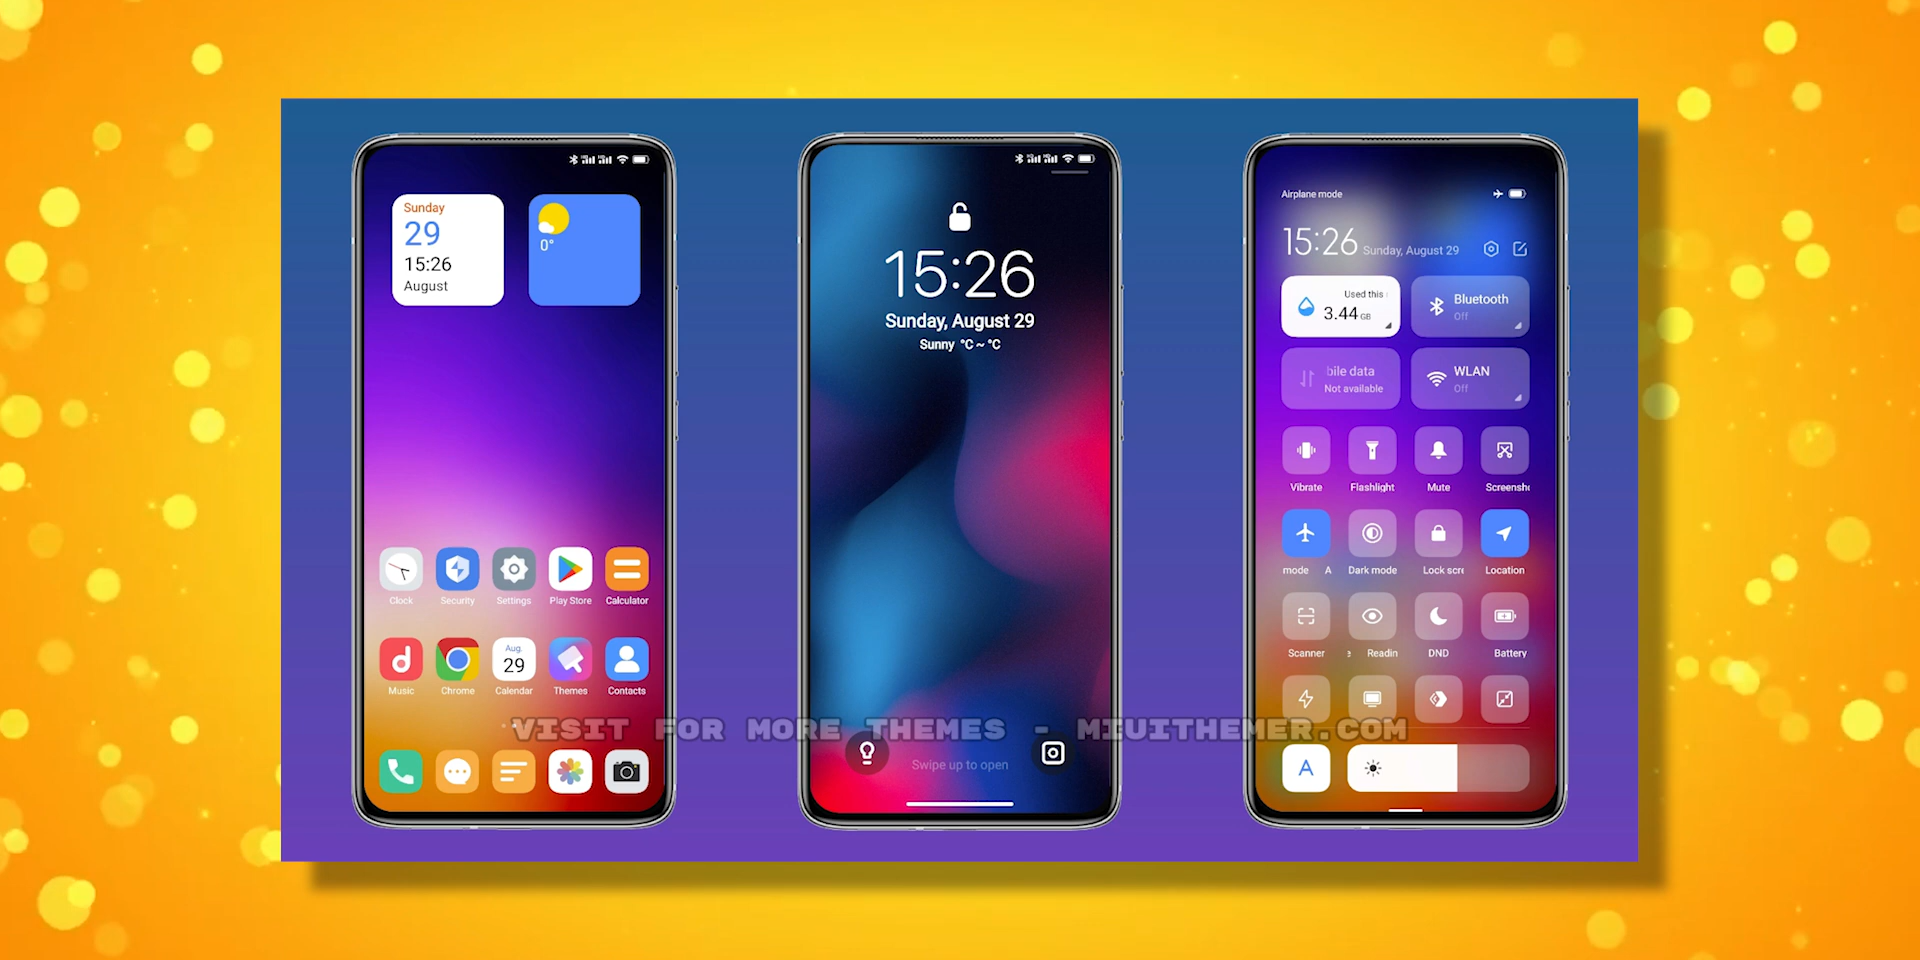 Sunday
29
15:26
August
0°
Clock Security Settings Play Store Calculator
Aug.
29
Music Chrome Calendar Themes Contacts
15:26
Sunday, August 29
Sunny °C ~ °C
Swipe up to open
Airplane mode
15:26 Sunday, August 29
Used this
3.44 GB
Bluetooth
Off
bile data
Not available
WLAN
Off
Vibrate Flashlight Mute Screensh
mode A Dark mode Lock scre Location
Scanner Readin DND Battery
A
VISIT FOR MORE THEMES - MIUITHEMER.COM